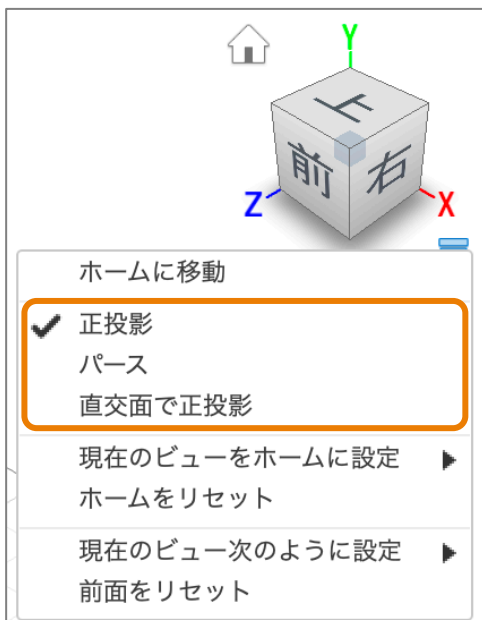 Y
上
前
右
Z
X
ホームに移動
正投影
パース
直交面で正投影
現在のビューをホームに設定
ホームをリセット
現在のビュー次のように設定
前面をリセット